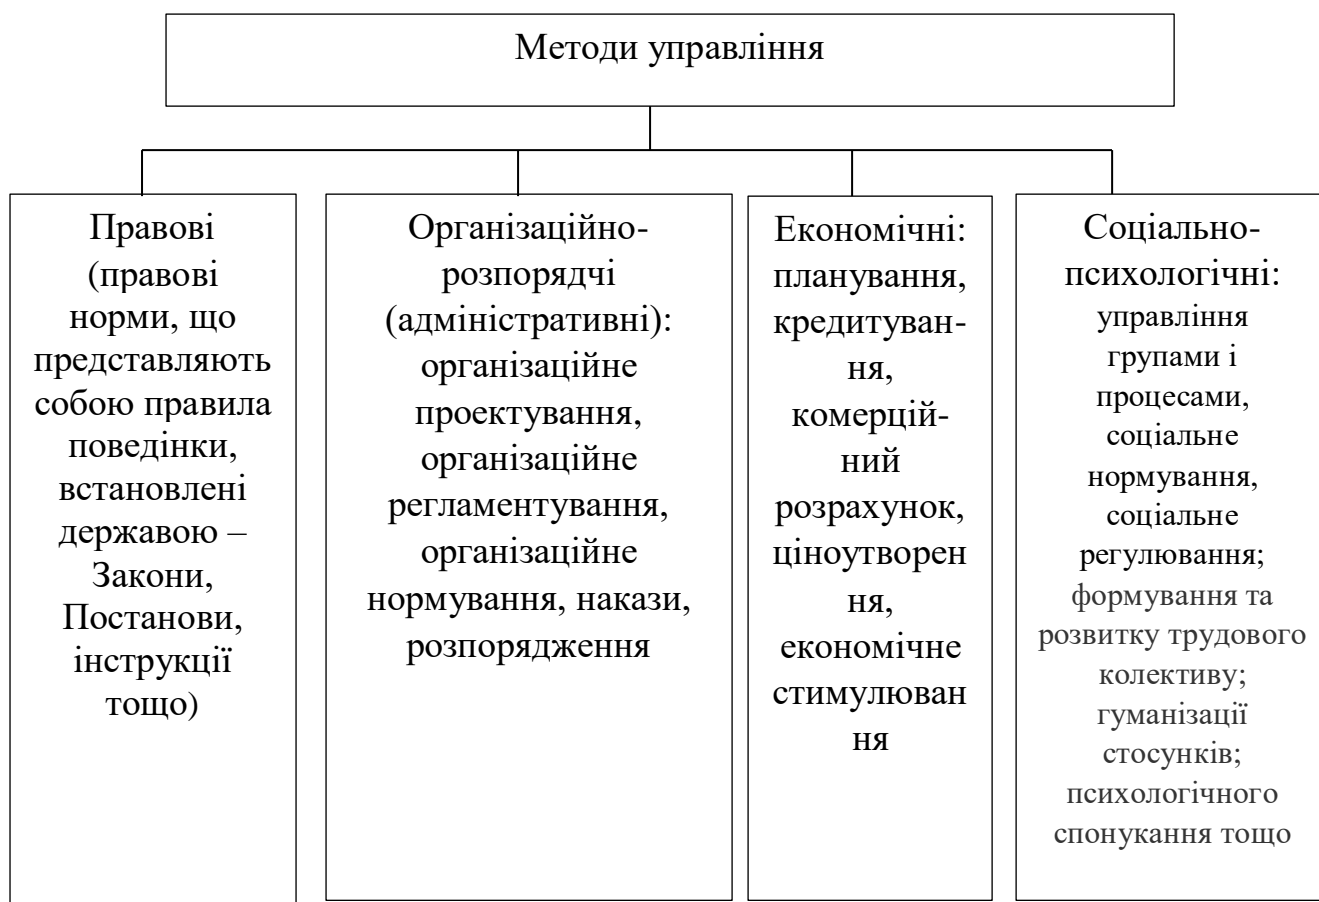 Методи управління
Правові
(правові
норми, що
представляють
собою правила
поведінки,
встановлені
державою –
Закони,
Постанови,
інструкції
тощо)
Організаційно-
розпорядчі
(адміністративні):
організаційне
проектування,
організаційне
регламентування,
організаційне
нормування, накази,
розпорядження
Економічні:
планування,
кредитуван-
ня,
комерцій-
ний
розрахунок,
ціноутворен
ня,
економічне
стимулюван
ня
Соціально-
психологічні:
управління
групами і
процесами,
соціальне
нормування,
соціальне
регулювання;
формування та
розвитку трудового
колективу;
гуманізації
стосунків;
психологічного
спонукання тощо